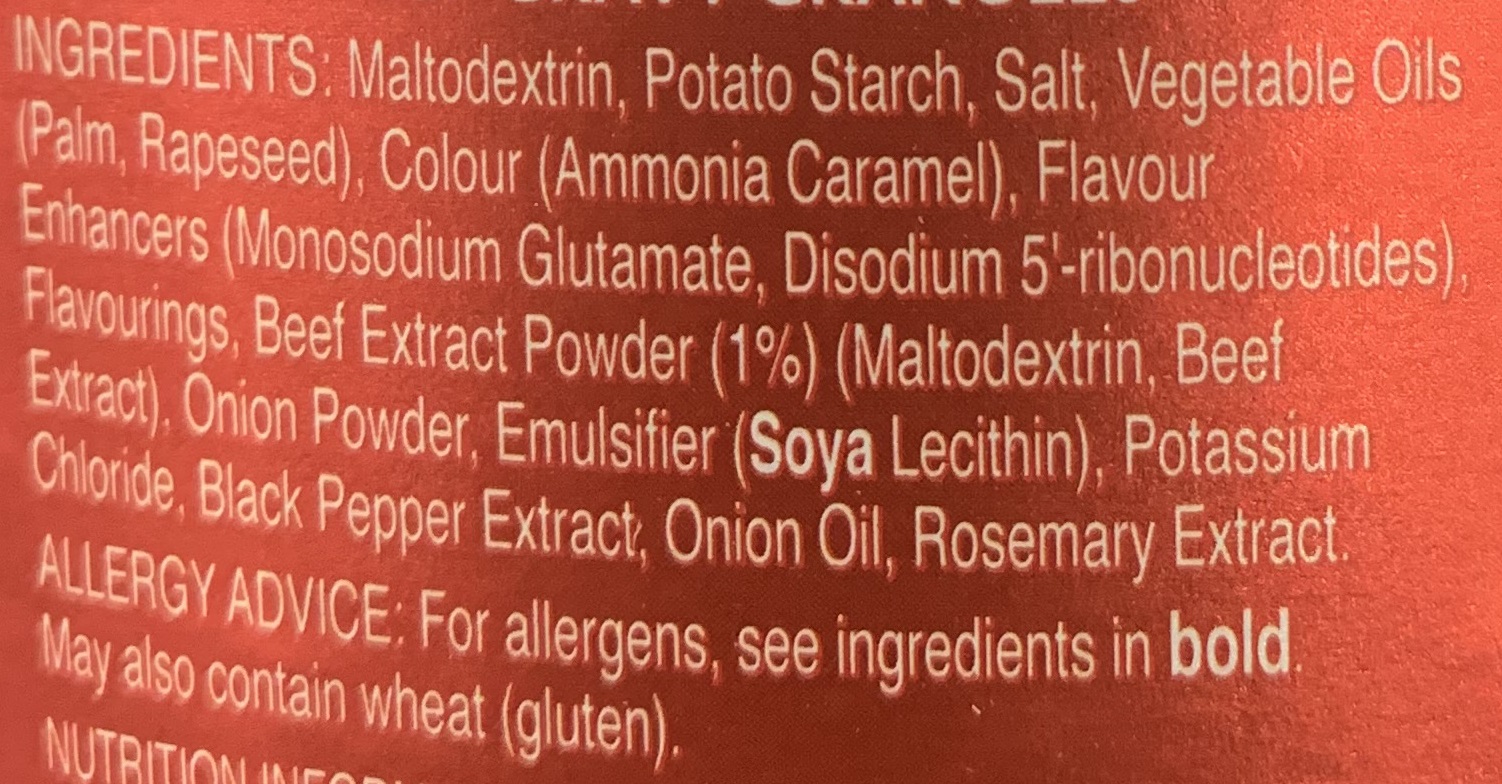 INGREDIENTS: Maltodextrin, Potato Starch, Salt, Vegetable Oils
(Palm, Rapeseed), Colour (Ammonia Caramel), Flavour
Enhancers (Monosodium Glutamate, Disodium 5'-ribonucleotides),
Flavourings, Beef Extract Powder (1%) (Maltodextrin, Beef
Extract), Onion Powder, Emulsifier (Soya Lecithin), Potassium
Chloride, Black Pepper Extract, Onion Oil, Rosemary Extract.
ALLERGY ADVICE: For allergens, see ingredients in bold.
May also contain wheat (gluten).
NUTRITION